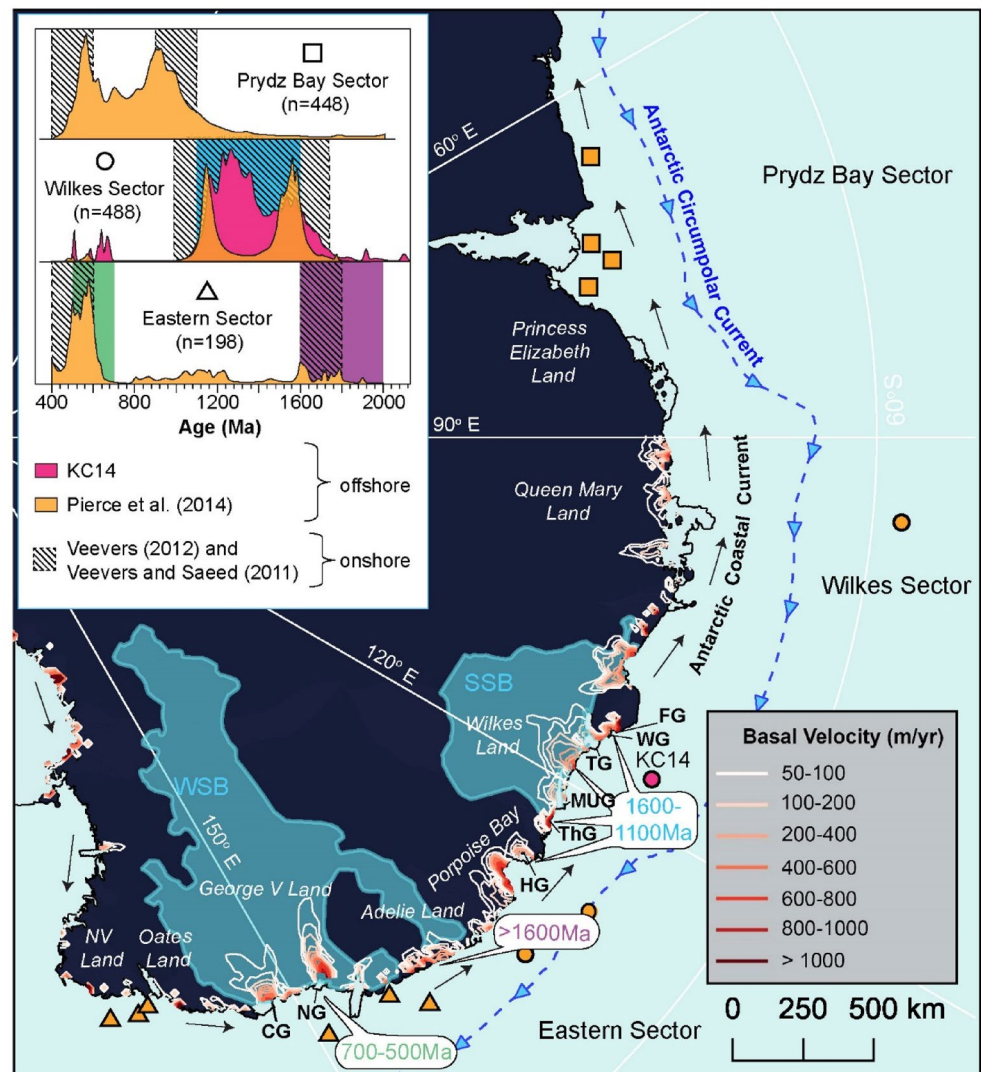 Prydz Bay Sector
(n=448)
Wilkes Sector
(n=488)
Eastern Sector
(n=198)
400
800
1200
1600
2000
Age (Ma)
KC14
Pierce et al. (2014)
offshore
Veevers (2012) and
Veevers and Saeed (2011)
onshore
60° E
Antarctic Circumpolar Current
Prydz Bay Sector
Princess
Elizabeth
Land
60°S
90° E
Queen Mary
Land
Antarctic Coastal Current
Wilkes Sector
120° E
SSB
Wilkes
Land
FG
WG
TG
KC14
MUG
1600-
1100Ma
ThG
WSB
150° E
Porpoise Bay
HG
George V Land
Adelie Land
>1600Ma
NV
Land
Oates
Land
CG
NG
700-500Ma
Eastern Sector
Basal Velocity (m/yr)
50-100
100-200
200-400
400-600
600-800
800-1000
> 1000
0
250
500 km